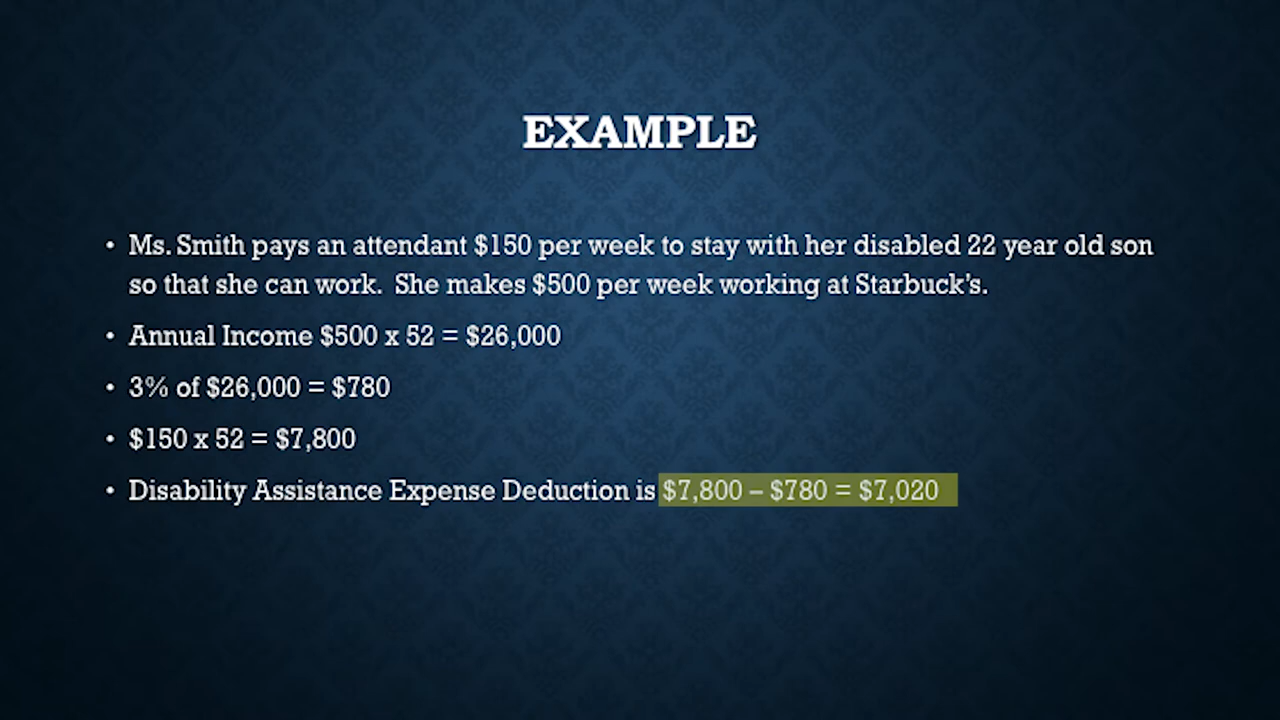 EXAMPLE
• Ms. Smith pays an attendant $150 per week to stay with her disabled 22 year old son
so that she can work.  She makes $500 per week working at Starbuck's.
• Annual Income $500 x 52 = $26,000
• 3% of $26,000 = $780
• $150 x 52 = $7,800
• Disability Assistance Expense Deduction is $7,800 – $780 = $7,020